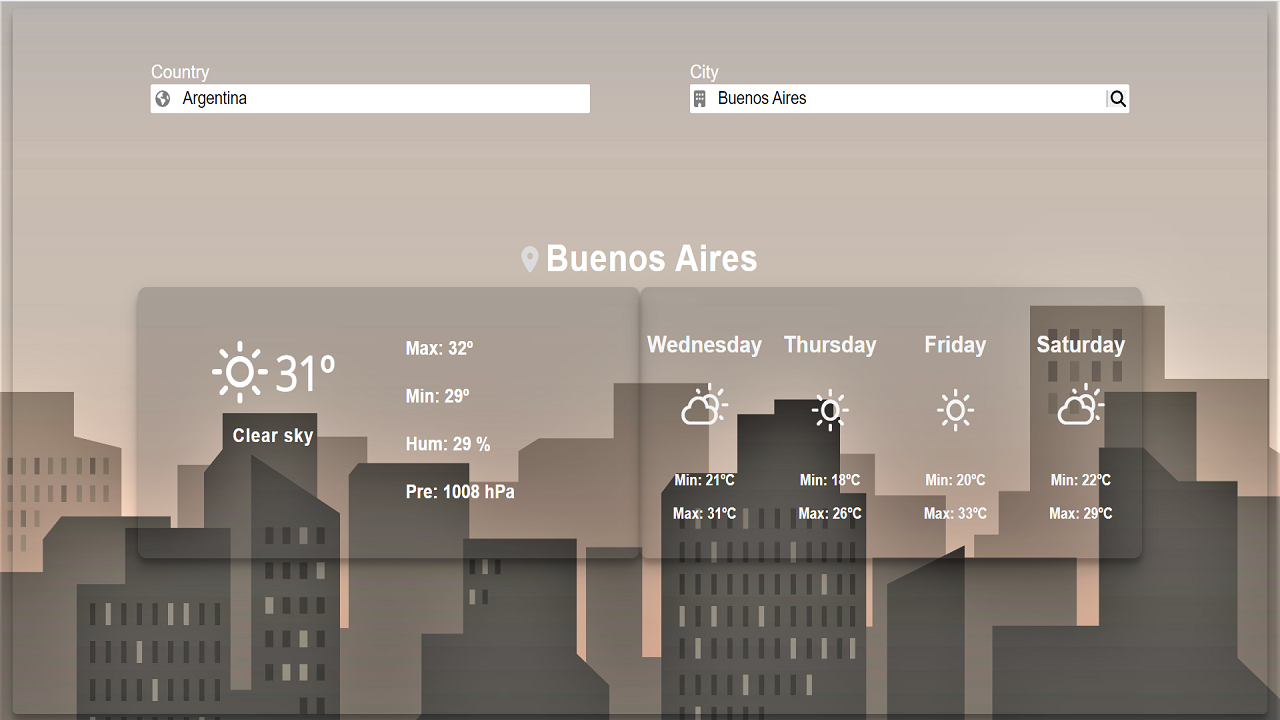 Country
Argentina
City
Buenos Aires
Buenos Aires
31º
Clear sky
Max: 32º
Min: 29º
Hum: 29 %
Pre: 1008 hPa
Wednesday
Min: 21ºC
Max: 31ºC
Thursday
Min: 18ºC
Max: 26ºC
Friday
Min: 20ºC
Max: 33ºC
Saturday
Min: 22ºC
Max: 29ºC